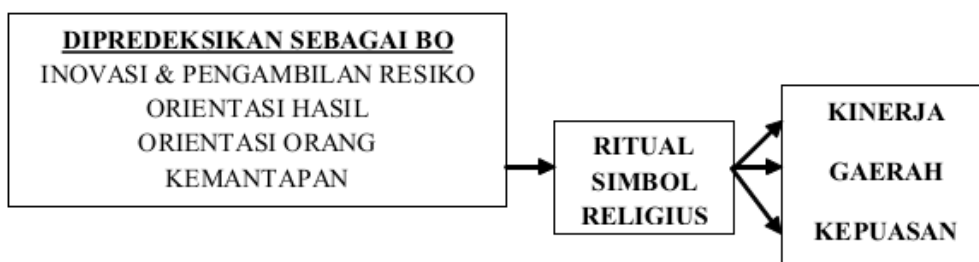 DIPREDEKSIKAN SEBAGAI BO
INOVASI & PENGAMBILAN RESIKO
ORIENTASI HASIL
ORIENTASI ORANG
KEMANTAPAN
RITUAL
SIMBOL
RELIGIUS
KINERJA
GAERAH
KEPUASAN